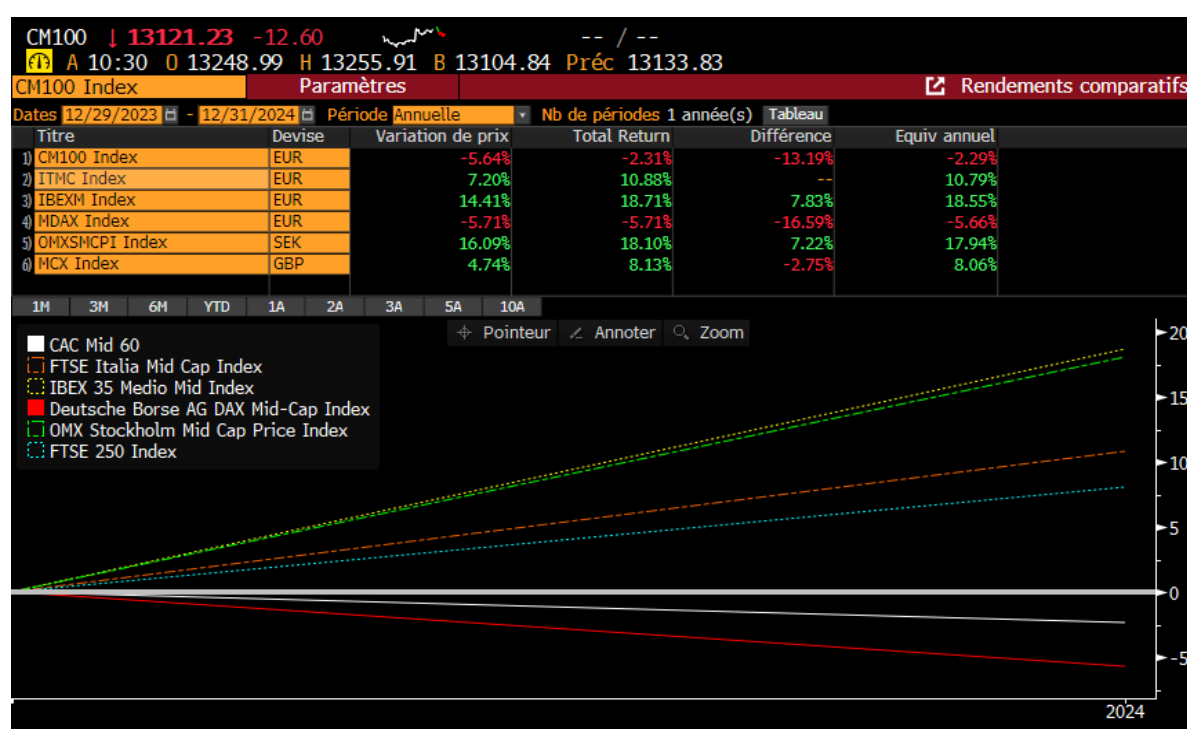 CM100 ↓ 13121.23 -12.60 -- / --
A 10:30 O 13248.99 H 13255.91 B 13104.84 Préc 13133.83
CM100 Index Paramètres Rendements comparatifs
Dates 12/29/2023 - 12/31/2024 Période Annuelle Nb de périodes 1 année(s) Tableau
Titre Devise Variation de prix Total Return Différence Equiv annuel
1) CM100 Index EUR -5.64% -2.31% -13.19% -2.29%
2) ITMC Index EUR 7.20% 10.88% -- 10.79%
3) IBEXM Index EUR 14.41% 18.71% 7.83% 18.55%
4) MDAX Index EUR -5.71% -5.71% -16.59% -5.66%
5) OMXSMCPI Index SEK 16.09% 18.10% 7.22% 17.94%
6) MCX Index GBP 4.74% 8.13% -2.75% 8.06%
1M 3M 6M YTD 1A 2A 3A 5A 10A
Pointeur Annoter Zoom
CAC Mid 60
FTSE Italia Mid Cap Index
IBEX 35 Medio Mid Index
Deutsche Borse AG DAX Mid-Cap Index
OMX Stockholm Mid Cap Price Index
FTSE 250 Index
20
15
10
5
0
-5
2024